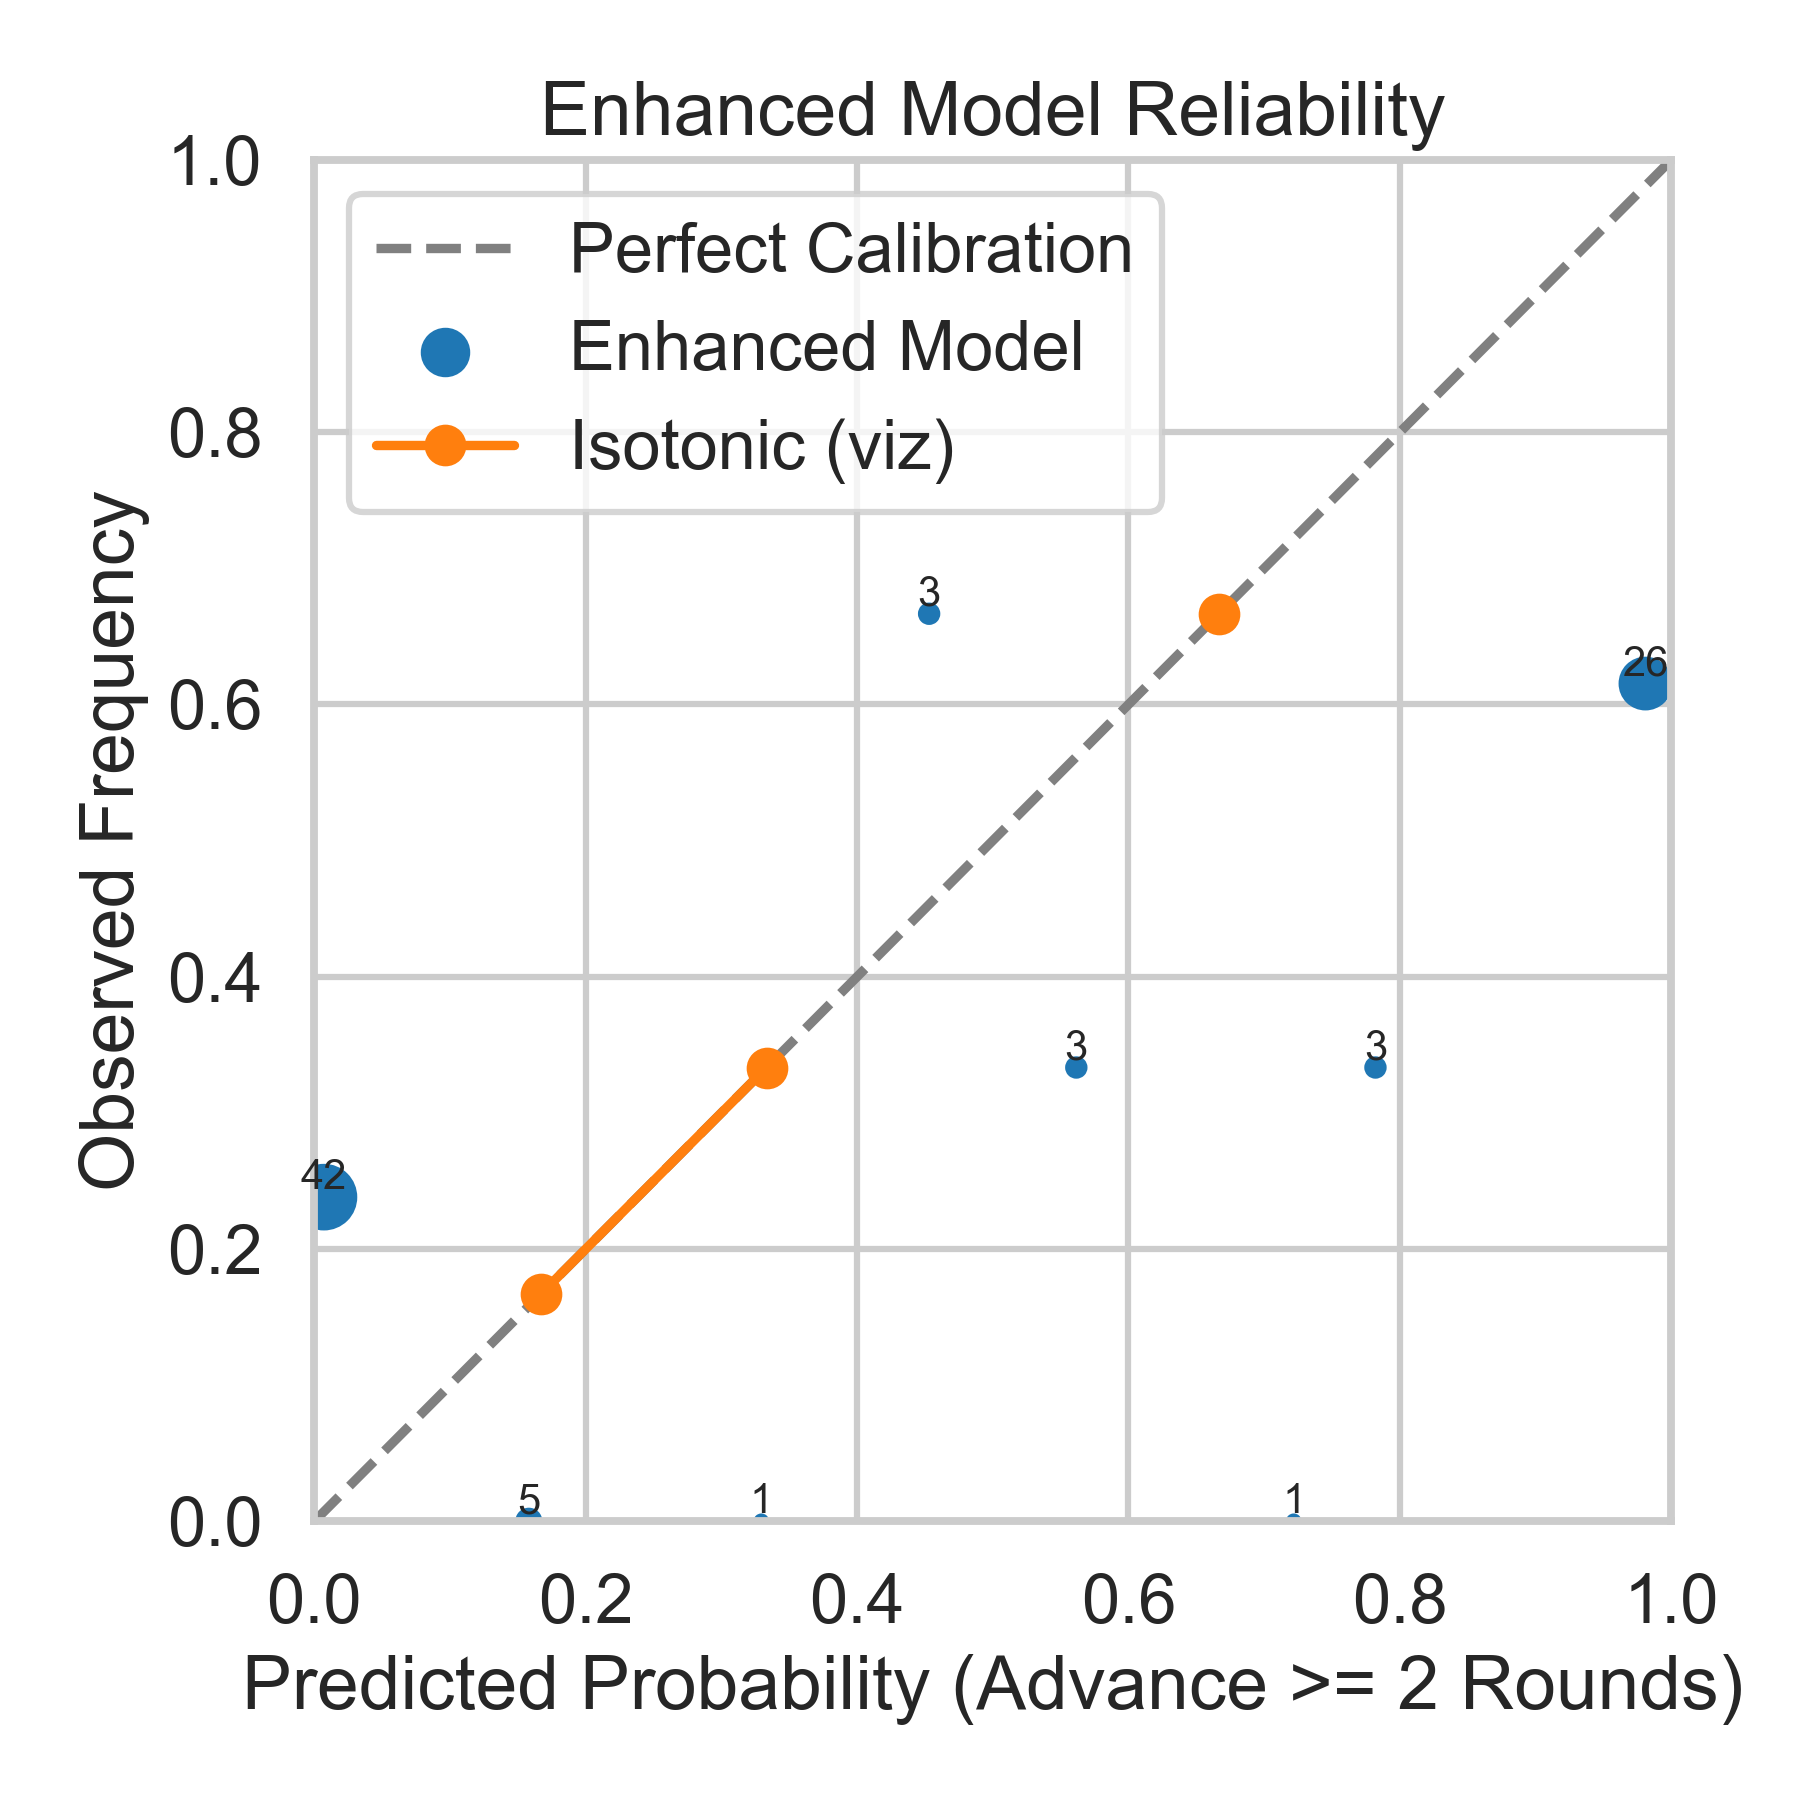 Enhanced Model Reliability
1.0
0.8
0.6
0.4
0.2
0.0
Observed Frequency
Perfect Calibration
Enhanced Model
Isotonic (viz)
3
26
3
3
42
5
1
1
0.0 0.2 0.4 0.6 0.8 1.0
Predicted Probability (Advance >= 2 Rounds)